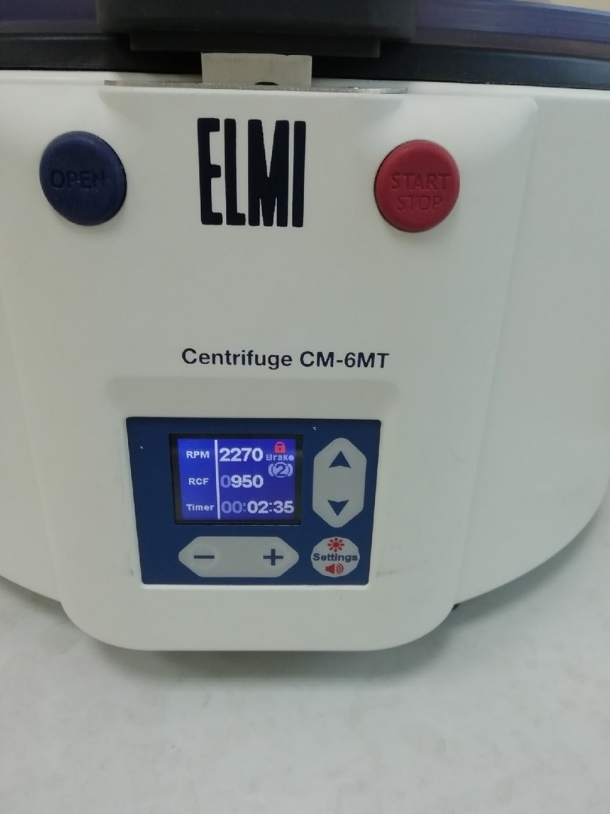 OPEN
ELMI
START
STOP
Centrifuge CM-6MT
RPM 2270 Brake
(2)
RCF 0950
Timer 00:02:35
− +
Settings